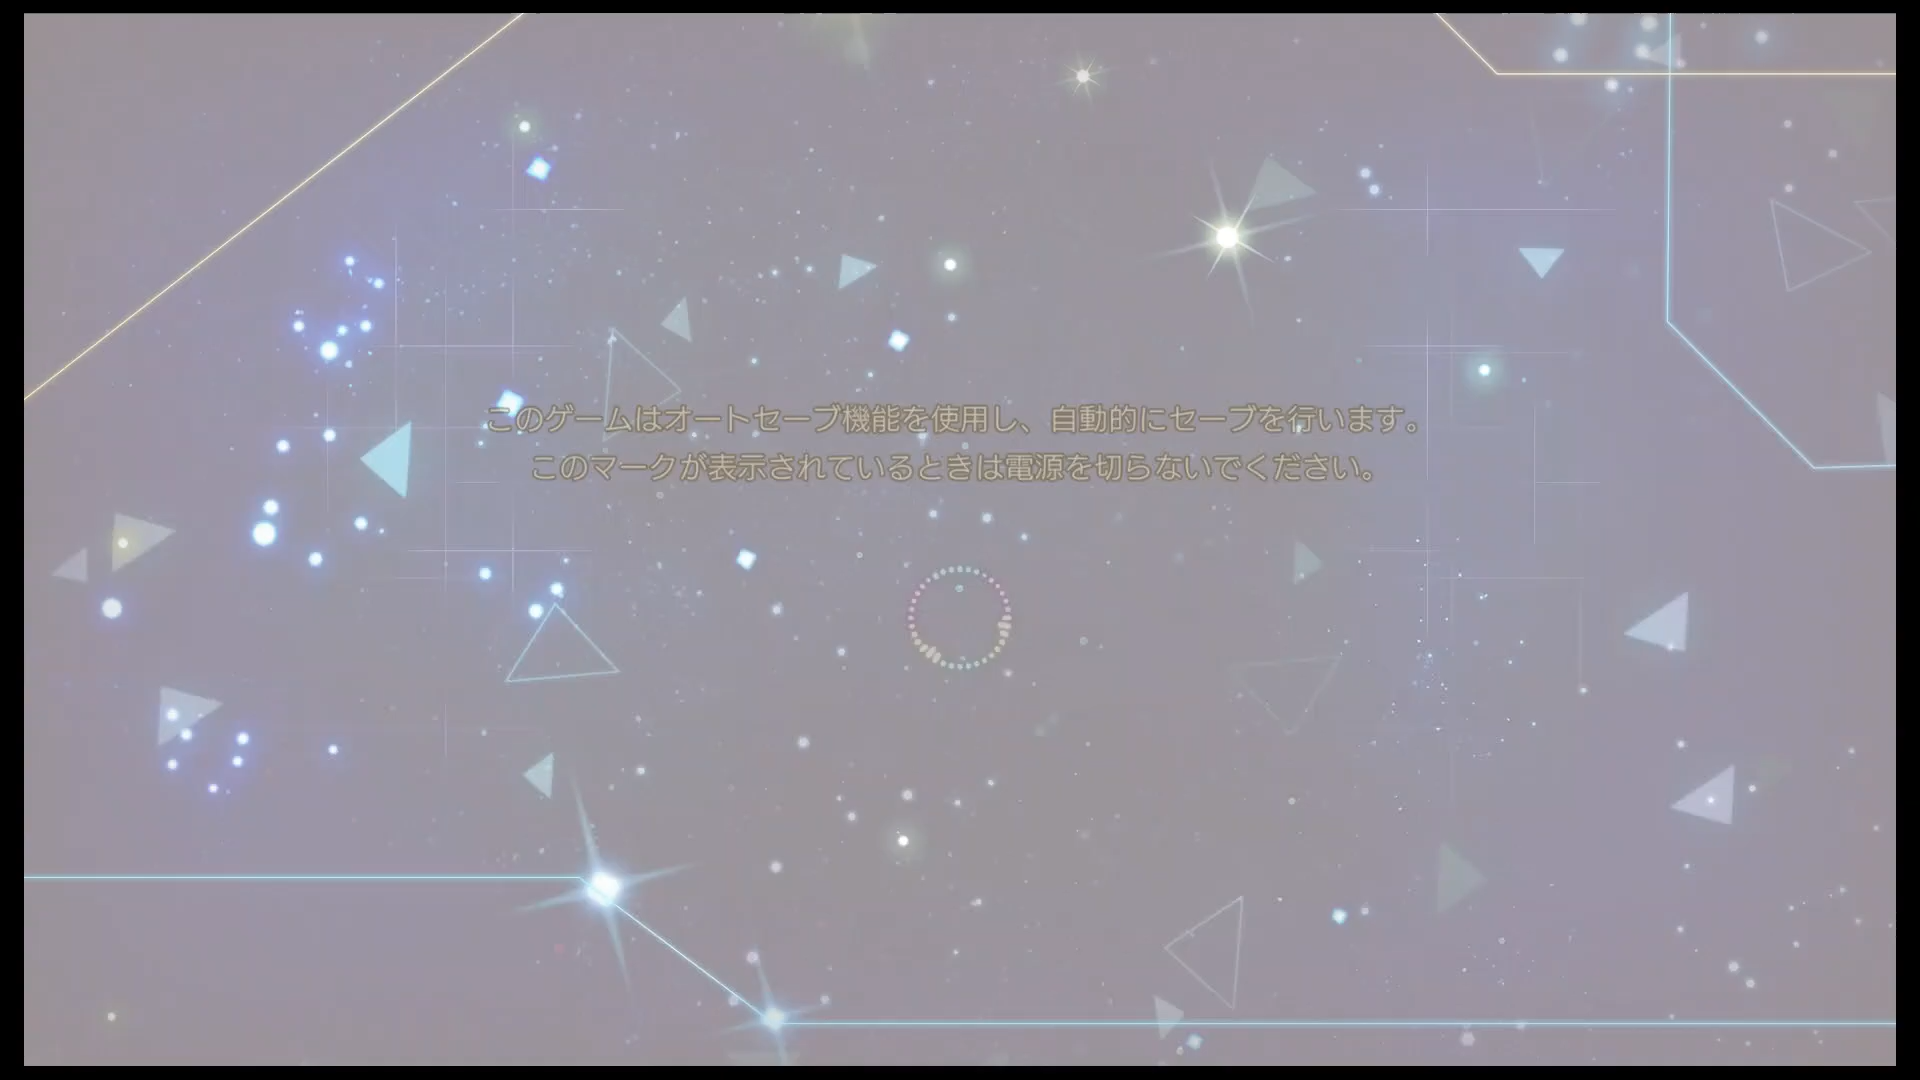 このゲームはオートセーブ機能を使用し、自動的にセーブを行います。
このマークが表示されているときは電源を切らないでください。